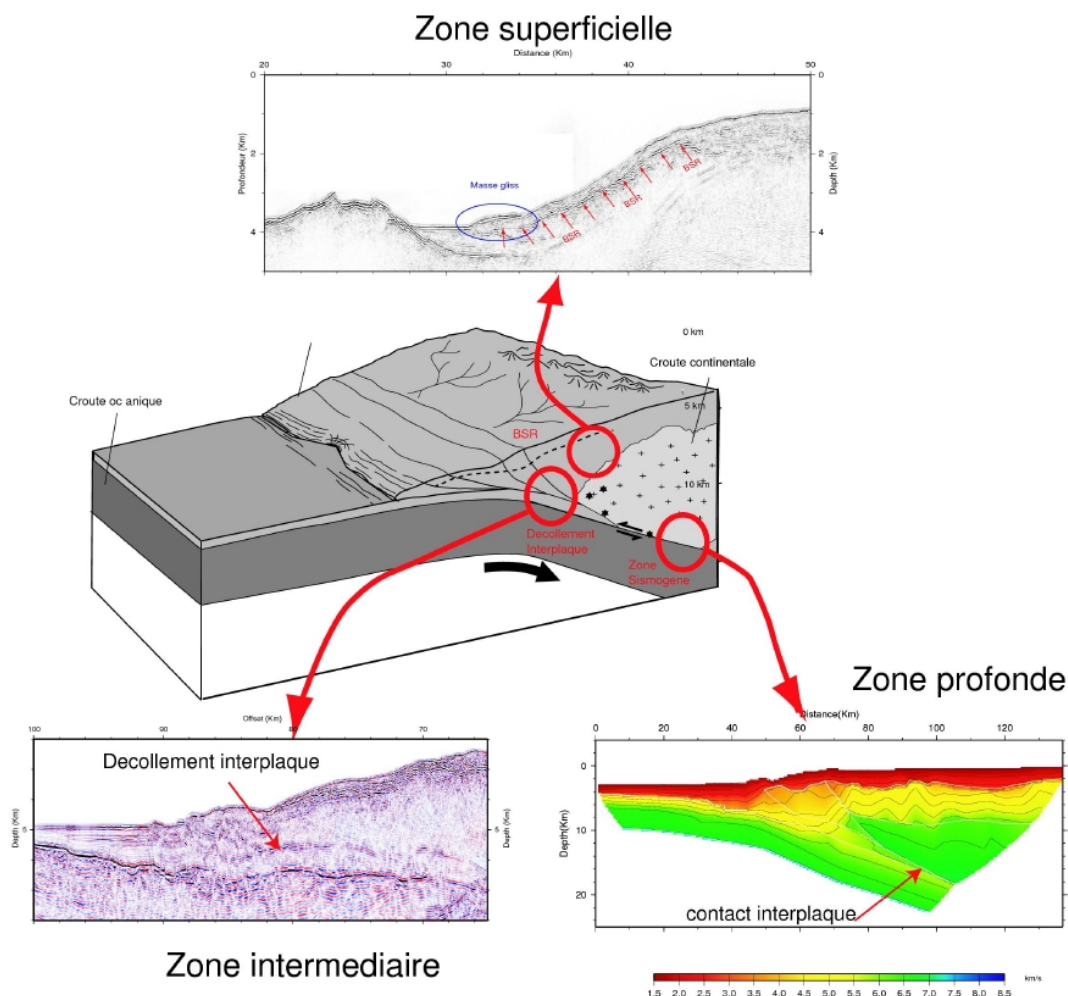 Zone superficielle
Distance (Km)
20 30 40 50
0 0
Profondeur (Km)
Depth (Km)
2 2
4 4
Masse gliss
BSR
BSR
BSR
0 km
Croute continentale
Croute oc anique
5 km
BSR
10 km
Decollement
Interplaque
Zone
Sismogene
Zone profonde
Offset (Km)
100 90 80 70
Decollement interplaque
Depth (Km)
5 5
Depth (Km)
Distance(Km)
0 20 40 60 80 100 120
0
10
20
Depth(Km)
contact interplaque
Zone intermediaire
km/s
1.5 2.0 2.5 3.0 3.5 4.0 4.5 5.0 5.5 6.0 6.5 7.0 7.5 8.0 8.5